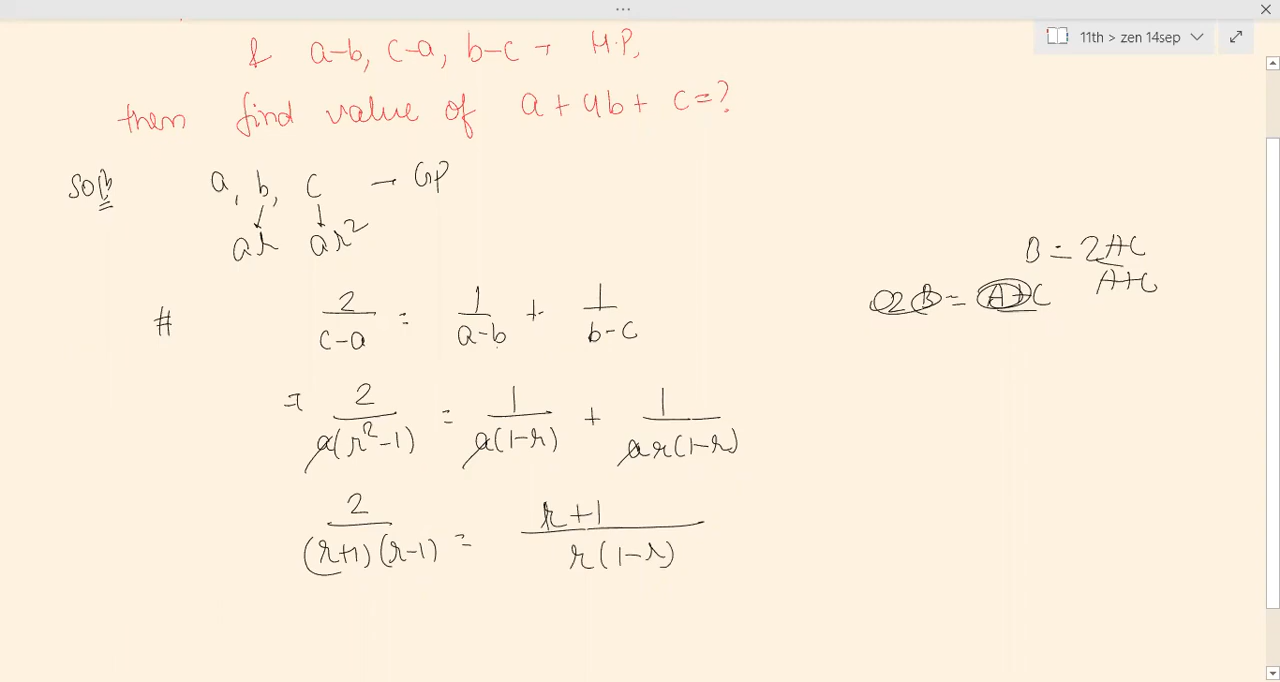 11th > zen 14sep
& a-b, c-a, b-c → H.P,
then find value of a+4b+c=?
Solⁿ a, b, c → GP
ar ar²
B = 2AC/A+C
2B = A+C
# 2/c-a = 1/a-b + 1/b-c
⇒ 2/a(r²-1) = 1/a(1-r) + 1/ar(1-r)
2/(r+1)(r-1) = r+1/r(1-r)